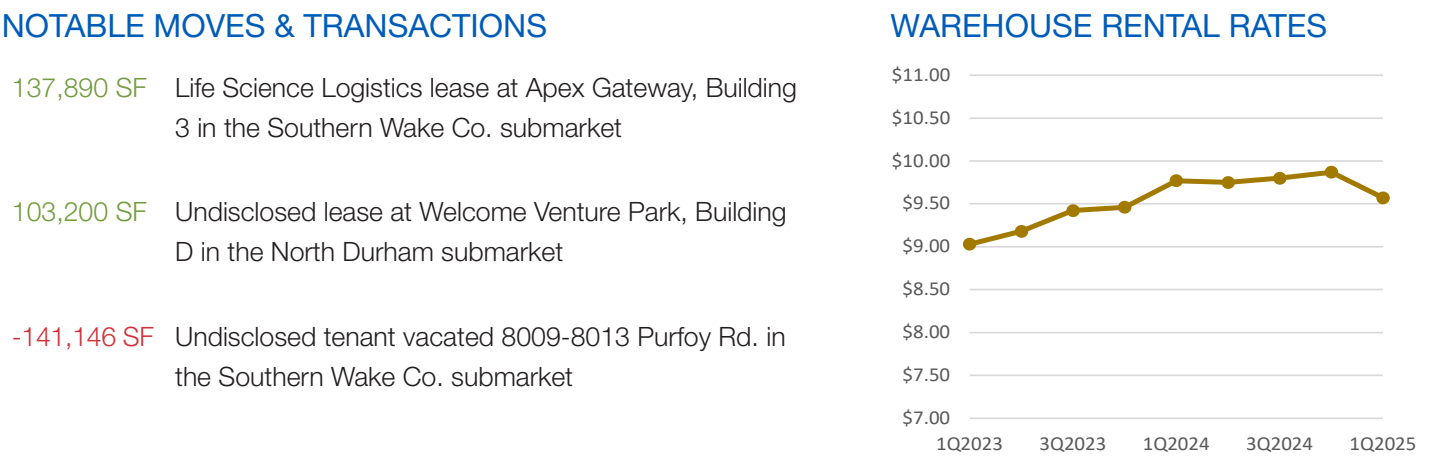 NOTABLE MOVES & TRANSACTIONS
137,890 SF Life Science Logistics lease at Apex Gateway, Building
3 in the Southern Wake Co. submarket
103,200 SF Undisclosed lease at Welcome Venture Park, Building
D in the North Durham submarket
-141,146 SF Undisclosed tenant vacated 8009-8013 Purfoy Rd. in
the Southern Wake Co. submarket
WAREHOUSE RENTAL RATES
$11.00
$10.50
$10.00
$9.50
$9.00
$8.50
$8.00
$7.50
$7.00
1Q2023 3Q2023 1Q2024 3Q2024 1Q2025